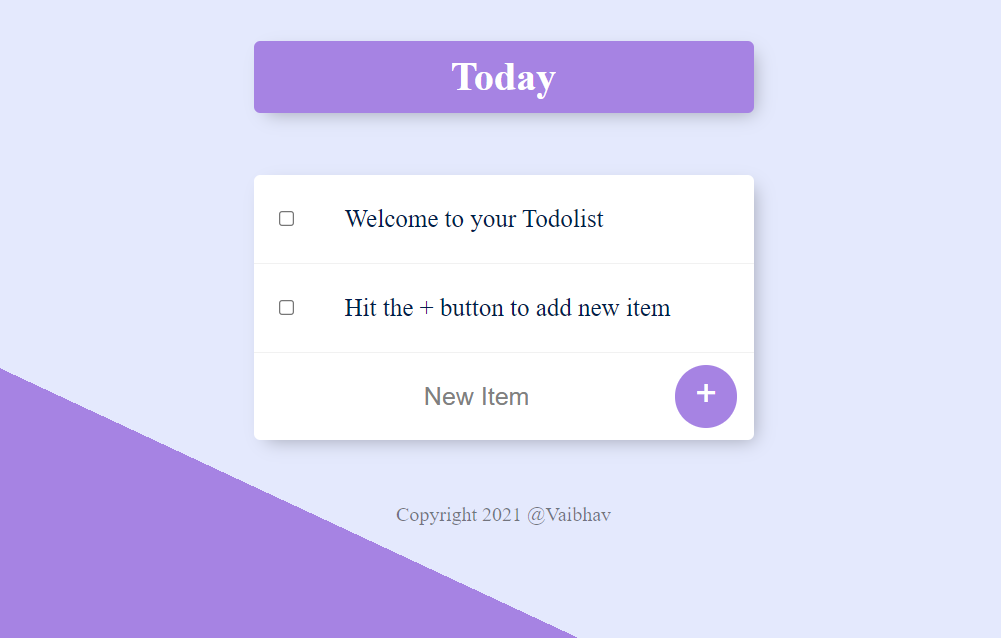 Today
Welcome to your Todolist
Hit the + button to add new item
New Item
+
Copyright 2021 @Vaibhav